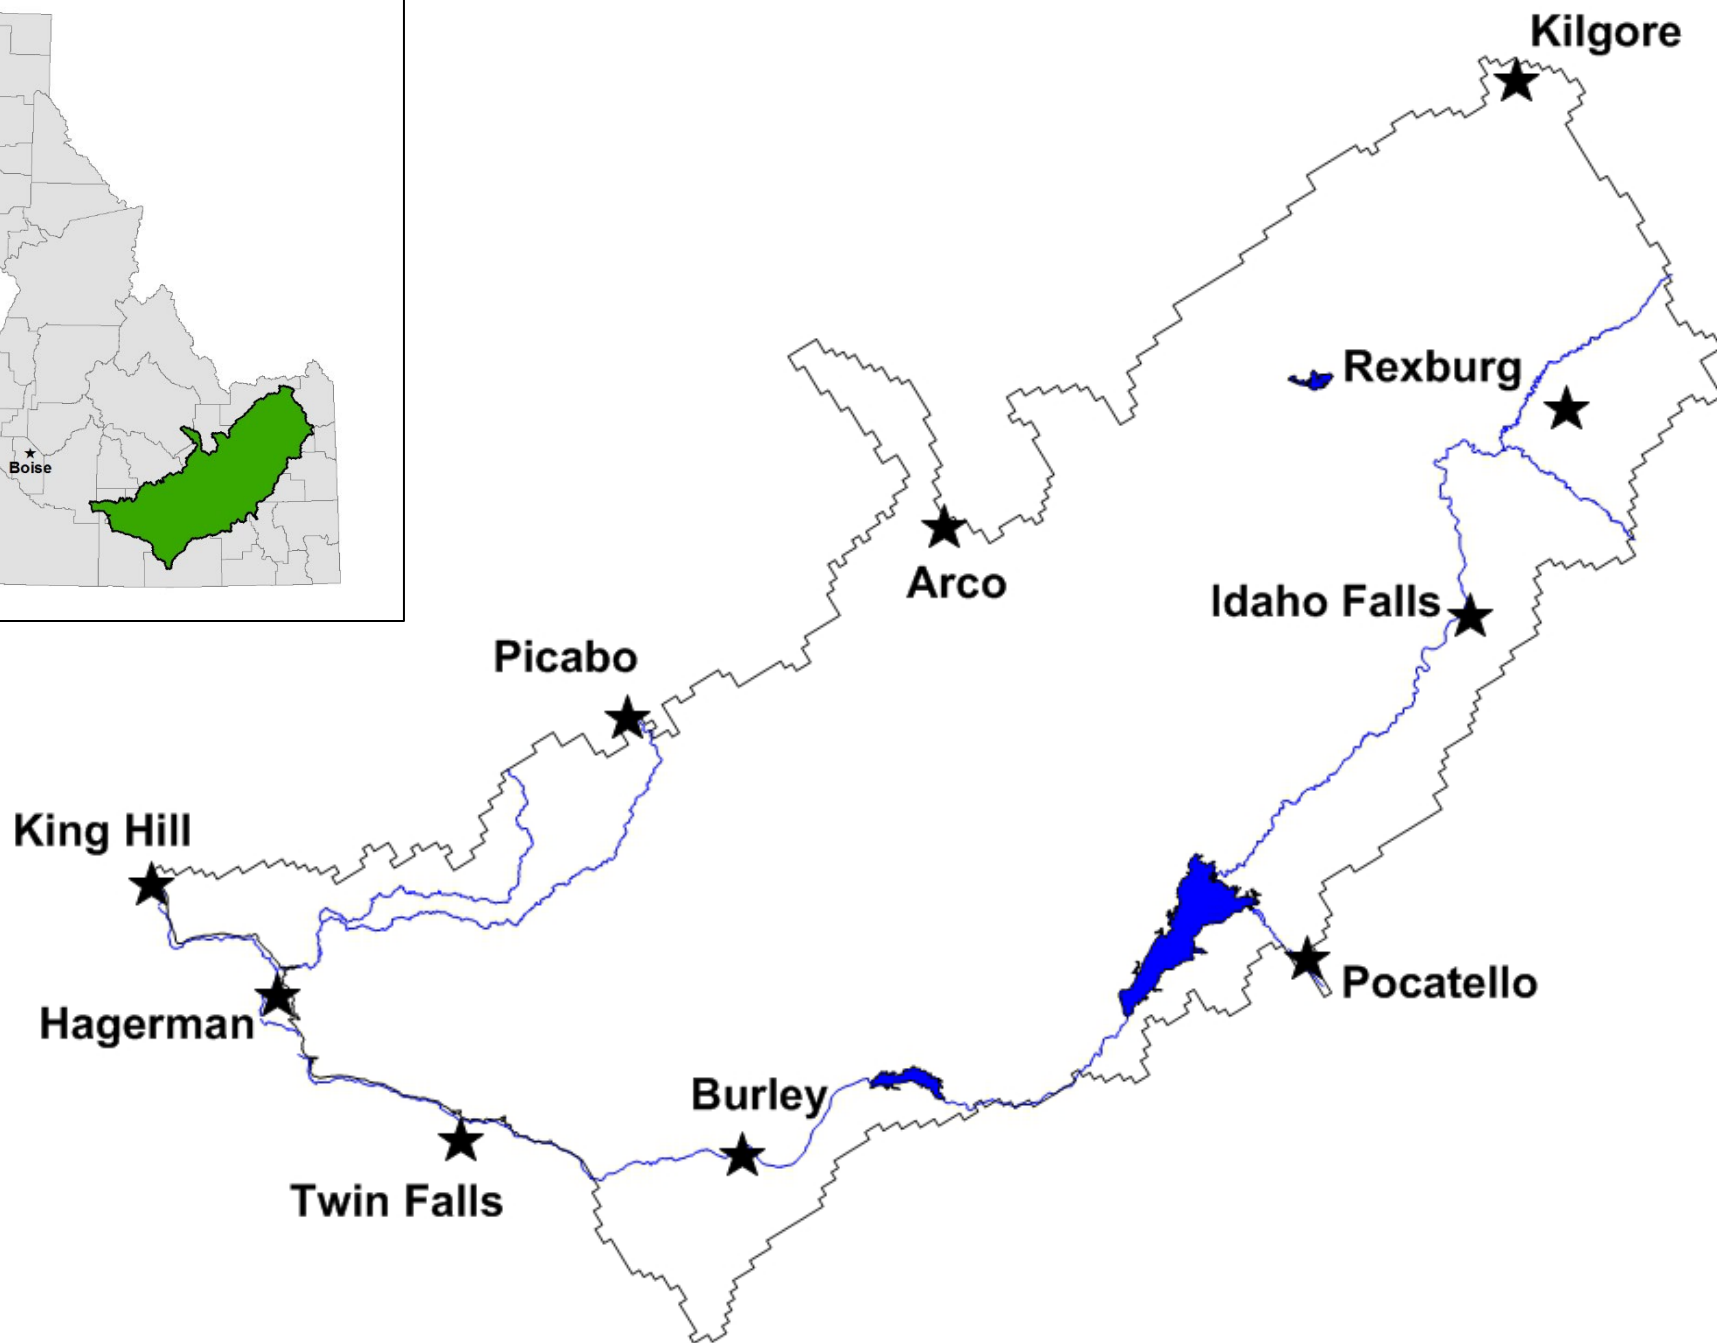 Kilgore
Rexburg
Boise
Arco
Idaho Falls
Picabo
King Hill
Pocatello
Hagerman
Burley
Twin Falls